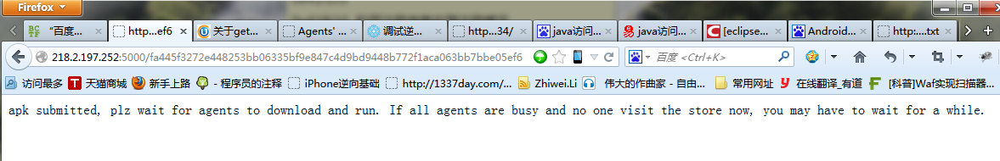 Firefox
“百度... http...ef6 关于get... Agents' ... 调试逆... http...34/ java访问... java访问... [eclipse... Android... http:....txt
218.2.197.252:5000/fa445f3272e448253bb06335bf9e847c4d9bd9448b772f1aca063bb7bbe05ef6 百度 <Ctrl+K>
访问最多 天猫商城 新手上路 - 程序员的注释 iPhone逆向基础 http://1337day.com/... Zhiwei.Li 伟大的作曲家 - 自由... 常用网址 在线翻译_有道 [科普]Waf实现扫描器...
apk submitted, plz wait for agents to download and run. If all agents are busy and no one visit the store now, you may have to wait for a while.